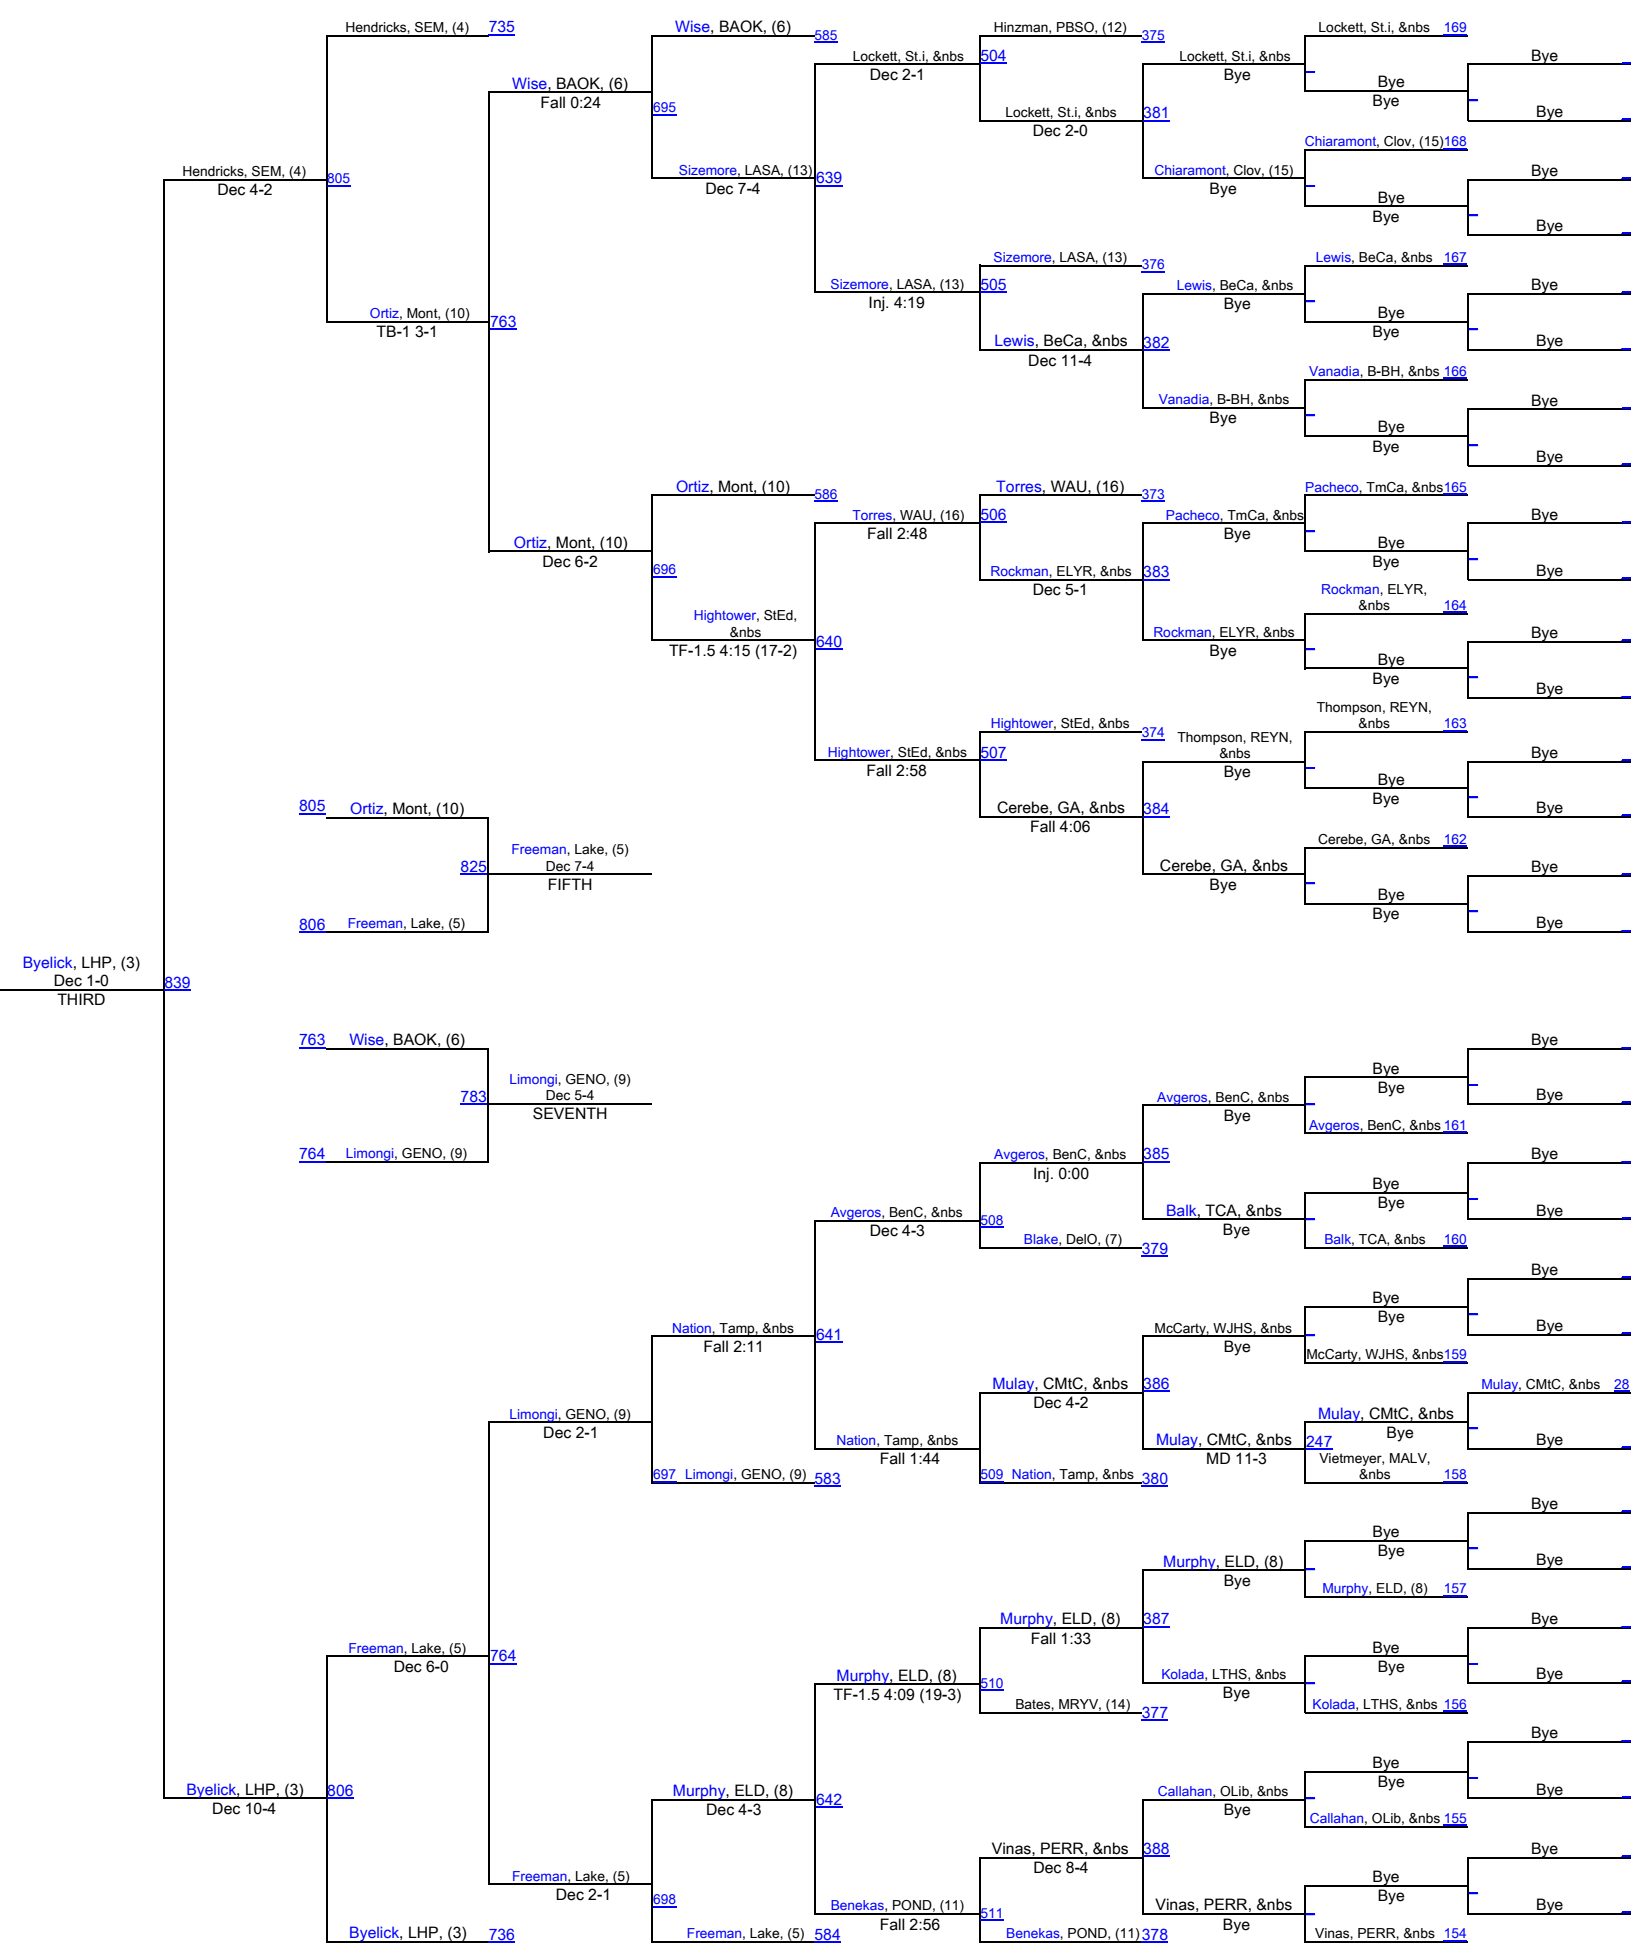 Hendricks, SEM, (4) 735
Wise, BAOK, (6) 585
Hinzman, PBSO, (12) 375
Lockett, St.i, &nbs 169
Lockett, St.i, &nbs 504
Dec 2-1
Lockett, St.i, &nbs
Bye
Bye
Wise, BAOK, (6)
Fall 0:24
695
Bye
Bye
Lockett, St.i, &nbs 381
Dec 2-0
Bye
Chiaramont, Clov, (15) 168
Hendricks, SEM, (4) 805
Dec 4-2
Sizemore, LASA, (13) 639
Dec 7-4
Chiaramont, Clov, (15)
Bye
Bye
Bye
Bye
Bye
Sizemore, LASA, (13) 376
Lewis, BeCa, &nbs 167
Sizemore, LASA, (13) 505
Inj. 4:19
Lewis, BeCa, &nbs
Bye
Bye
Ortiz, Mont, (10) 763
TB-1 3-1
Bye
Bye
Lewis, BeCa, &nbs 382
Dec 11-4
Bye
Vanadia, B-BH, &nbs 166
Vanadia, B-BH, &nbs
Bye
Bye
Bye
Bye
Bye
Ortiz, Mont, (10) 586
Torres, WAU, (16) 373
Pacheco, TmCa, &nbs 165
Torres, WAU, (16) 506
Fall 2:48
Pacheco, TmCa, &nbs
Bye
Bye
Ortiz, Mont, (10)
Dec 6-2
696
Bye
Bye
Rockman, ELYR, &nbs 383
Dec 5-1
Bye
Rockman, ELYR,
&nbs 164
Hightower, StEd,
&nbs 640
TF-1.5 4:15 (17-2)
Rockman, ELYR, &nbs
Bye
Bye
Bye
Bye
Bye
Thompson, REYN,
&nbs 163
Hightower, StEd, &nbs 374
Hightower, StEd, &nbs 507
Fall 2:58
Thompson, REYN,
&nbs
Bye
Bye
Bye
Bye
805 Ortiz, Mont, (10)
Cerebe, GA, &nbs 384
Fall 4:06
Bye
Cerebe, GA, &nbs 162
825
Freeman, Lake, (5)
Dec 7-4
FIFTH
Cerebe, GA, &nbs
Bye
Bye
Bye
Bye
806 Freeman, Lake, (5)
Bye
Byelick, LHP, (3)
Dec 1-0
THIRD
839
763 Wise, BAOK, (6)
Bye
783
Limongi, GENO, (9)
Dec 5-4
SEVENTH
Bye
Bye
Bye
Avgeros, BenC, &nbs
Bye
Avgeros, BenC, &nbs 161
764 Limongi, GENO, (9)
Avgeros, BenC, &nbs 385
Inj. 0:00
Bye
Bye
Bye
Avgeros, BenC, &nbs 508
Dec 4-3
Balk, TCA, &nbs
Bye
Bye
Blake, DelO, (7) 379
Balk, TCA, &nbs 160
Bye
Bye
Bye
Nation, Tamp, &nbs 641
Fall 2:11
McCarty, WJHS, &nbs
Bye
Bye
McCarty, WJHS, &nbs 159
Mulay, CMtC, &nbs 386
Dec 4-2
Mulay, CMtC, &nbs 28
Limongi, GENO, (9)
Dec 2-1
Mulay, CMtC, &nbs
Bye
Nation, Tamp, &nbs
Fall 1:44
Mulay, CMtC, &nbs 247
MD 11-3
Bye
Vietmeyer, MALV,
&nbs 158
697 Limongi, GENO, (9) 583
509 Nation, Tamp, &nbs 380
Bye
Bye
Bye
Murphy, ELD, (8)
Bye
Bye
Murphy, ELD, (8) 157
Murphy, ELD, (8) 387
Fall 1:33
Bye
Freeman, Lake, (5) 764
Dec 6-0
Bye
Bye
Murphy, ELD, (8) 510
TF-1.5 4:09 (19-3)
Kolada, LTHS, &nbs
Bye
Bye
Bates, MRYV, (14) 377
Kolada, LTHS, &nbs 156
Bye
Bye
Bye
Byelick, LHP, (3) 806
Dec 10-4
Murphy, ELD, (8) 642
Dec 4-3
Callahan, OLib, &nbs
Bye
Bye
Callahan, OLib, &nbs 155
Vinas, PERR, &nbs 388
Dec 8-4
Bye
Freeman, Lake, (5)
Dec 2-1
698
Bye
Bye
Benekas, POND, (11) 511
Fall 2:56
Vinas, PERR, &nbs
Bye
Bye
Byelick, LHP, (3) 736
Freeman, Lake, (5) 584
Benekas, POND, (11) 378
Vinas, PERR, &nbs 154